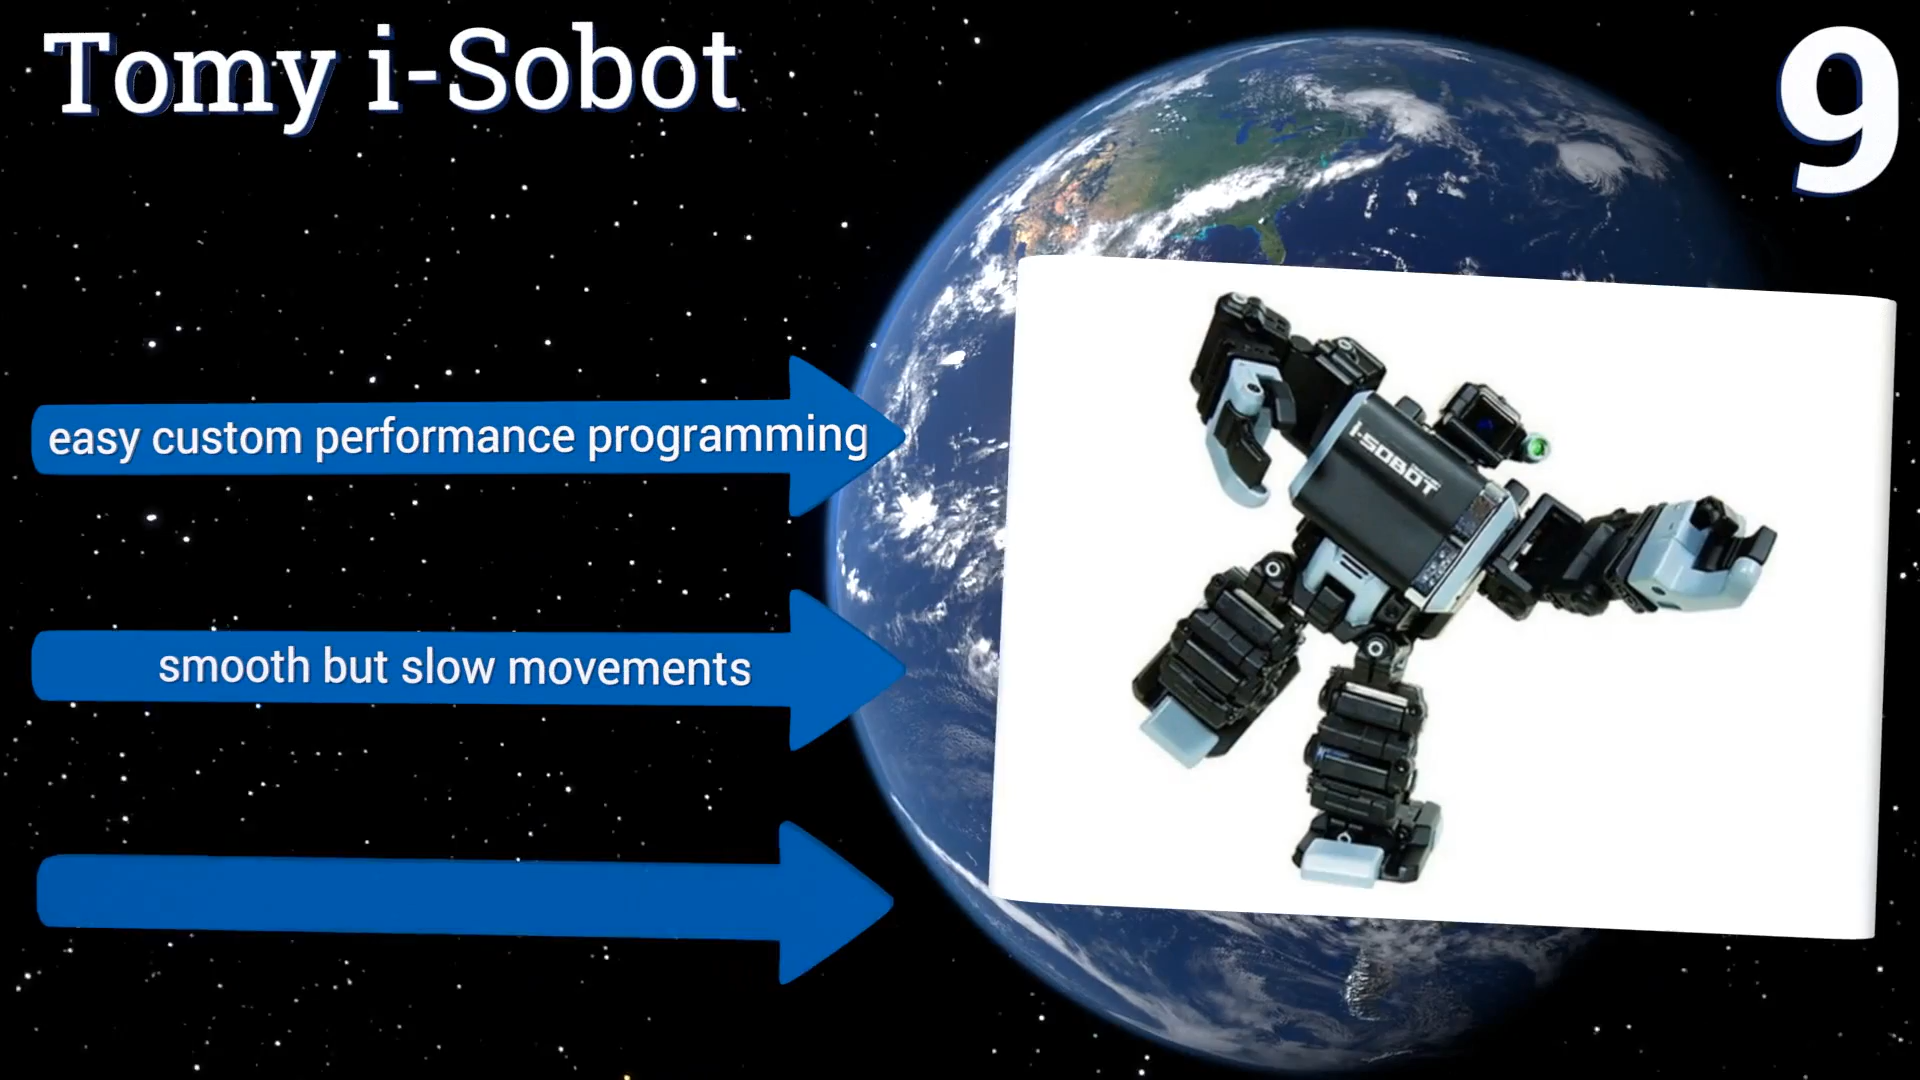 Tomy i-Sobot
9
easy custom performance programming
smooth but slow movements
i-SOBOT